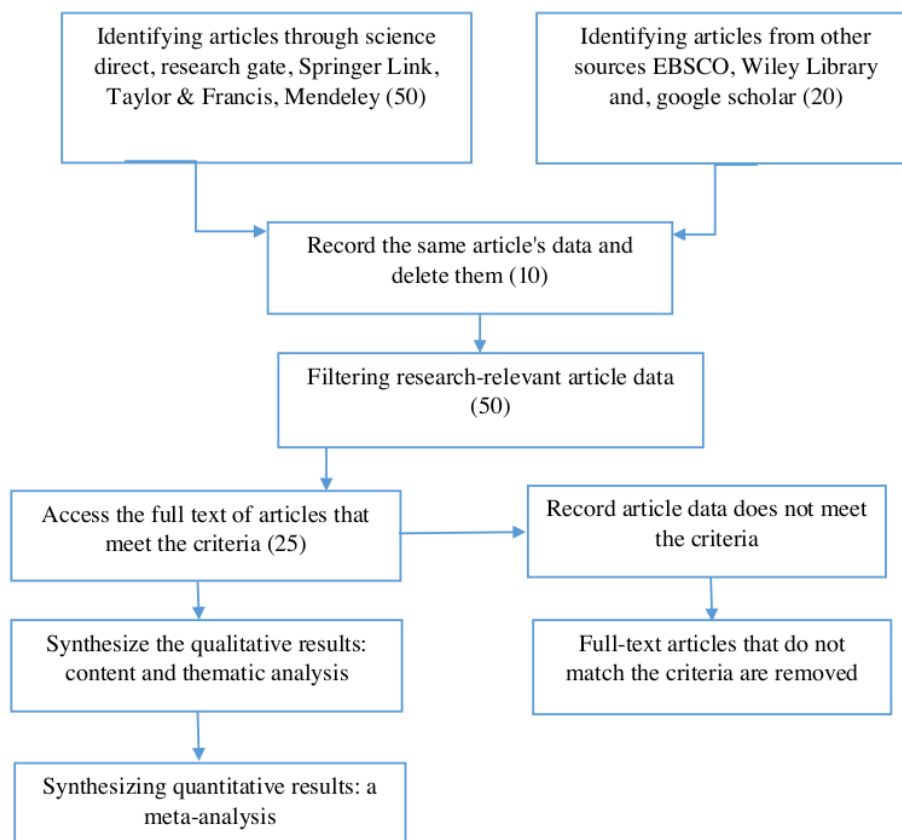 Identifying articles through science
direct, research gate, Springer Link,
Taylor & Francis, Mendeley (50)
Identifying articles from other
sources EBSCO, Wiley Library
and, google scholar (20)
Record the same article's data and
delete them (10)
Filtering research-relevant article data
(50)
Access the full text of articles that
meet the criteria (25)
Record article data does not meet
the criteria
Synthesize the qualitative results:
content and thematic analysis
Full-text articles that do not
match the criteria are removed
Synthesizing quantitative results: a
meta-analysis